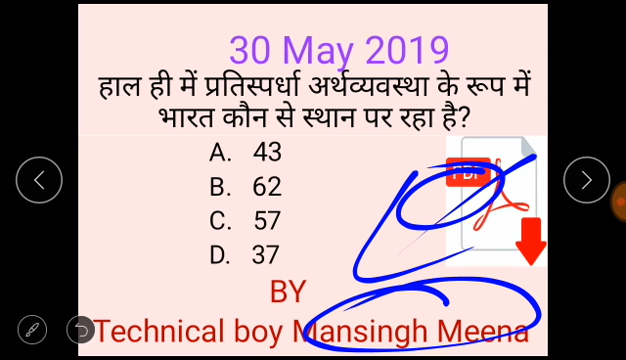 30 May 2019
हाल ही में प्रतिस्पर्धा अर्थव्यवस्था के रूप में
भारत कौन से स्थान पर रहा है?
A. 43
B. 62
C. 57
D. 37
PDF
BY
Technical boy Mansingh Meena